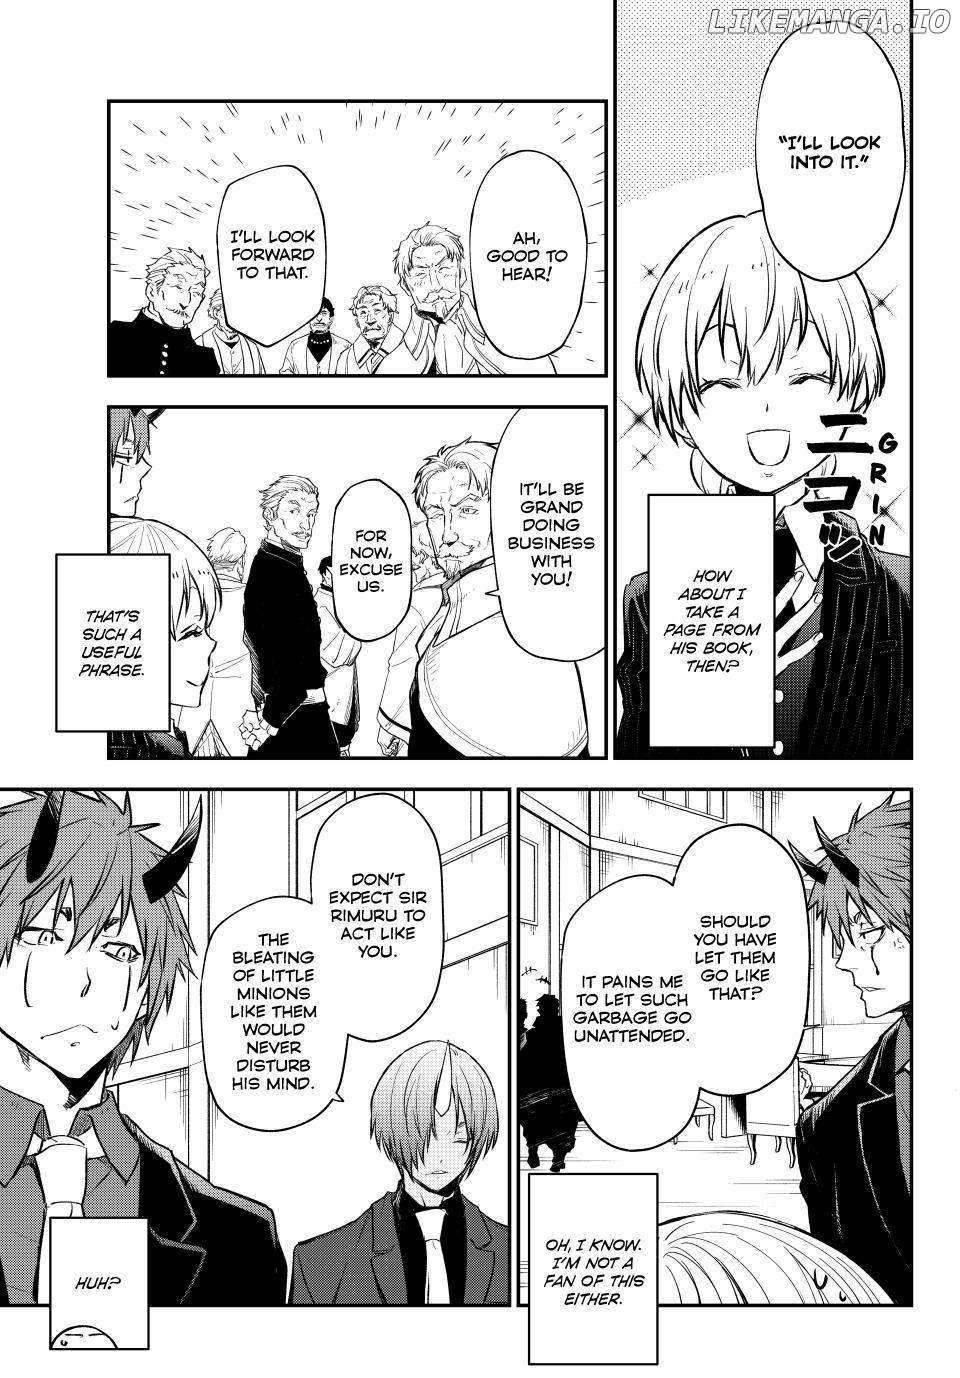 LIKEMANGA.IO
"I'LL LOOK
INTO IT."
ニコッ
GRIN
HOW
ABOUT I
TAKE A
PAGE FROM
HIS BOOK,
THEN?
AH,
GOOD TO
HEAR!
I'LL LOOK
FORWARD
TO THAT.
IT'LL BE
GRAND
DOING
BUSINESS
WITH
YOU!
FOR
NOW,
EXCUSE
US.
THAT'S
SUCH A
USEFUL
PHRASE.
SHOULD
YOU HAVE
LET THEM
GO LIKE
THAT?
IT PAINS ME
TO LET SUCH
GARBAGE GO
UNATTENDED.
OH, I KNOW.
I'M NOT A
FAN OF THIS
EITHER.
DON'T
EXPECT SIR
RIMURU TO
ACT LIKE
YOU.
THE
BLEATING
OF LITTLE
MINIONS
LIKE THEM
WOULD
NEVER
DISTURB
HIS MIND.
HUH?